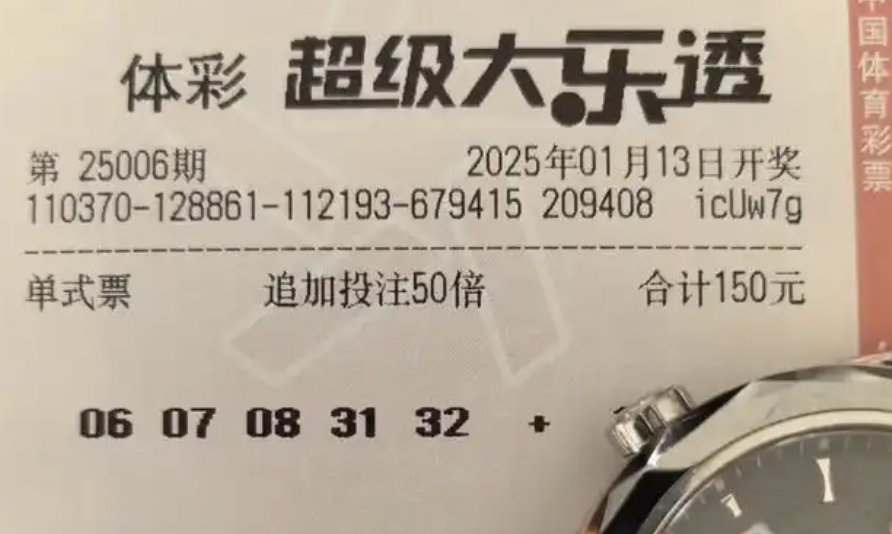 体彩 超级大乐透
第 25006期 2025年01月13日开奖
110370-128861-112193-679415 209408 icUw7g
单式票 追加投注50倍 合计150元
06 07 08 31 32 +
中国体育彩票